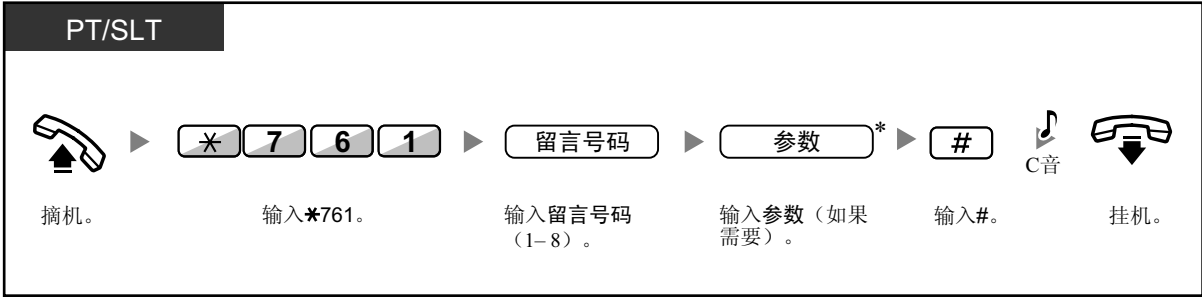 PT/SLT
✱ 7 6 1
留言号码
参数*
#
C音
摘机。
输入✱761。
输入留言号码
（1–8）。
输入参数（如果
需要）。
输入#。
挂机。